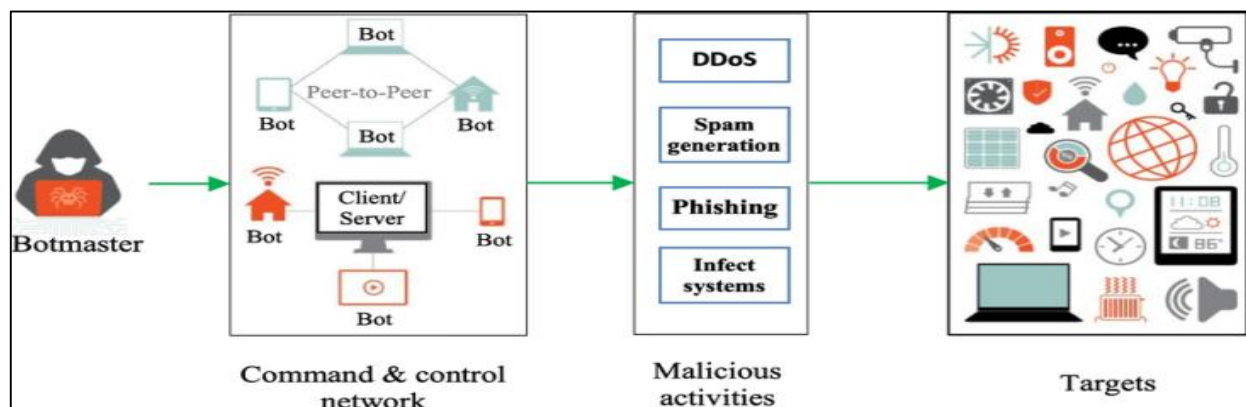 Botmaster
Bot
Peer-to-Peer
Bot
Bot
Bot
Client/
Server
Bot
Bot
Bot
Command & control
network
DDoS
Spam
generation
Phishing
Infect
systems
Malicious
activities
11:08
86°
Targets